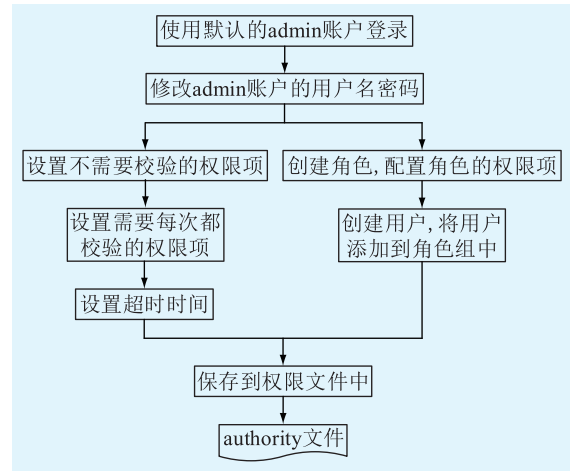 使用默认的admin账户登录
修改admin账户的用户名密码
设置不需要校验的权限项
设置需要每次都
校验的权限项
设置超时时间
创建角色,配置角色的权限项
创建用户,将用户
添加到角色组中
保存到权限文件中
authority文件